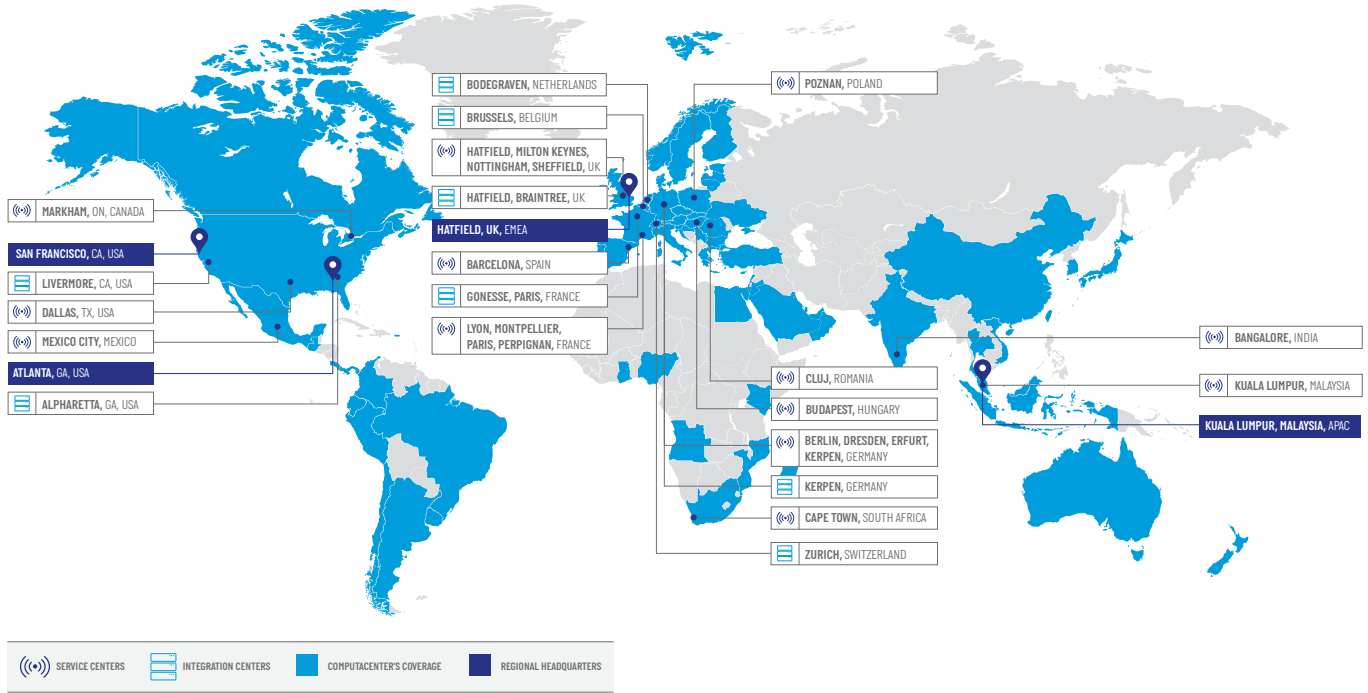 MARKHAM, ON, CANADA
SAN FRANCISCO, CA, USA
LIVERMORE, CA, USA
DALLAS, TX, USA
MEXICO CITY, MEXICO
ATLANTA, GA, USA
ALPHARETTA, GA, USA
BODEGRAVEN, NETHERLANDS
BRUSSELS, BELGIUM
HATFIELD, MILTON KEYNES,
NOTTINGHAM, SHEFFIELD, UK
HATFIELD, BRAINTREE, UK
HATFIELD, UK, EMEA
BARCELONA, SPAIN
GONESSE, PARIS, FRANCE
LYON, MONTPELLIER,
PARIS, PERPIGNAN, FRANCE
POZNAN, POLAND
CLUJ, ROMANIA
BUDAPEST, HUNGARY
BERLIN, DRESDEN, ERFURT,
KERPEN, GERMANY
KERPEN, GERMANY
CAPE TOWN, SOUTH AFRICA
ZURICH, SWITZERLAND
BANGALORE, INDIA
KUALA LUMPUR, MALAYSIA
KUALA LUMPUR, MALAYSIA, APAC
SERVICE CENTERS
INTEGRATION CENTERS
COMPUTACENTER'S COVERAGE
REGIONAL HEADQUARTERS